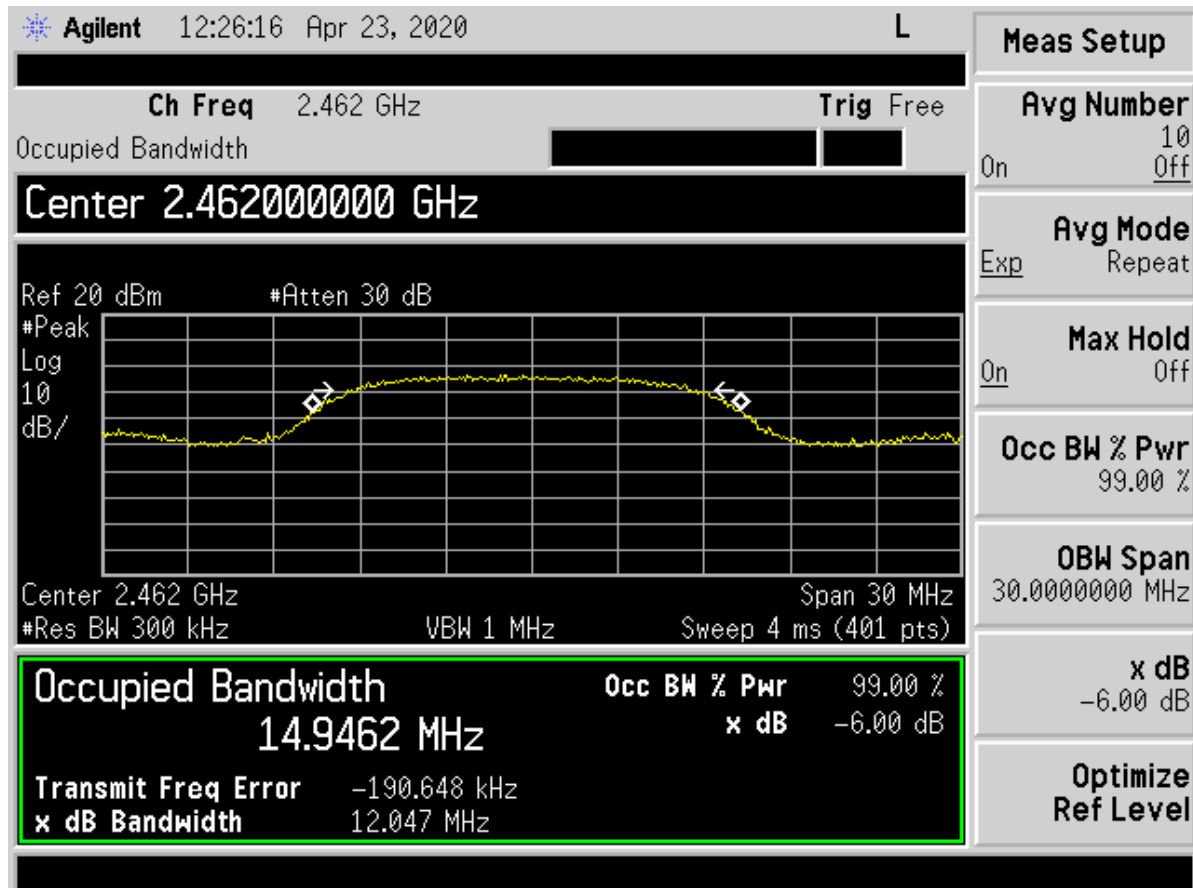 Agilent 12:26:16 Apr 23, 2020 L
Ch Freq 2.462 GHz Trig Free
Occupied Bandwidth
Center 2.462000000 GHz
Ref 20 dBm #Atten 30 dB
#Peak
Log
10
dB/
Center 2.462 GHz Span 30 MHz
#Res BW 300 kHz VBW 1 MHz Sweep 4 ms (401 pts)
Occupied Bandwidth Occ BW % Pwr 99.00 %
14.9462 MHz x dB -6.00 dB
Transmit Freq Error -190.648 kHz
x dB Bandwidth 12.047 MHz
Meas Setup
Avg Number
10
On Off
Avg Mode
Exp Repeat
Max Hold
On Off
Occ BW % Pwr
99.00 %
OBW Span
30.0000000 MHz
x dB
-6.00 dB
Optimize
Ref Level